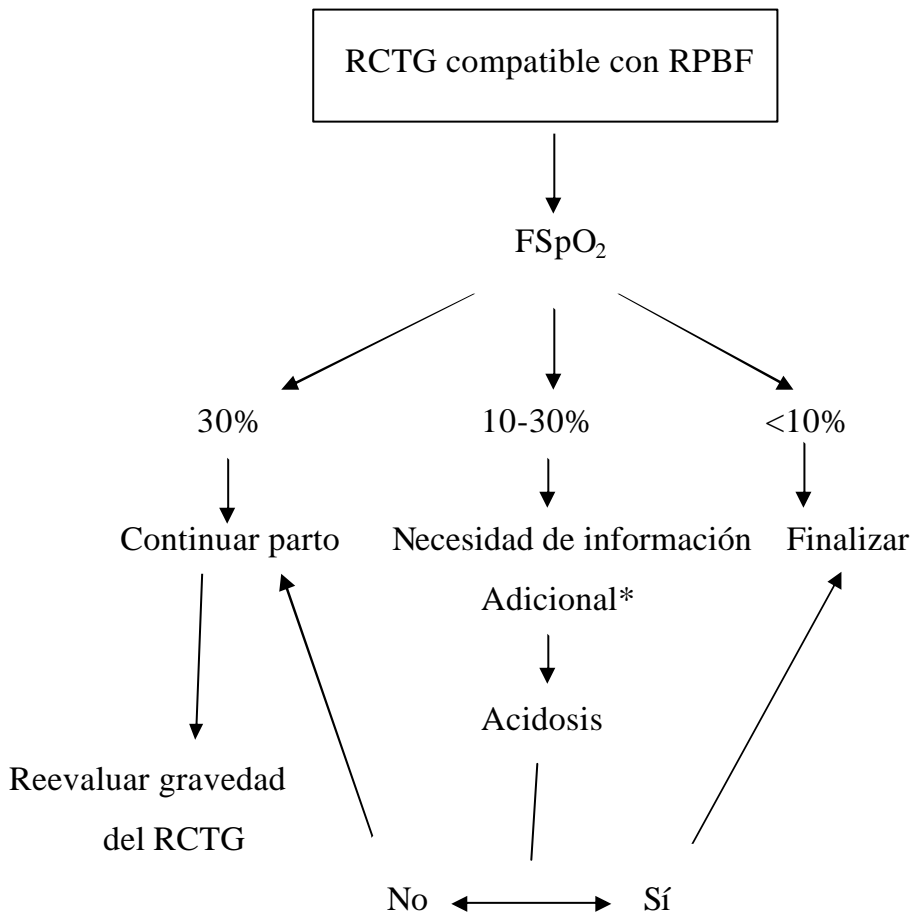 RCTG compatible con RPBF
FSpO₂
30% 10-30% <10%
Continuar parto Necesidad de información Finalizar
Adicional*
Acidosis
Reevaluar gravedad
del RCTG
No Sí